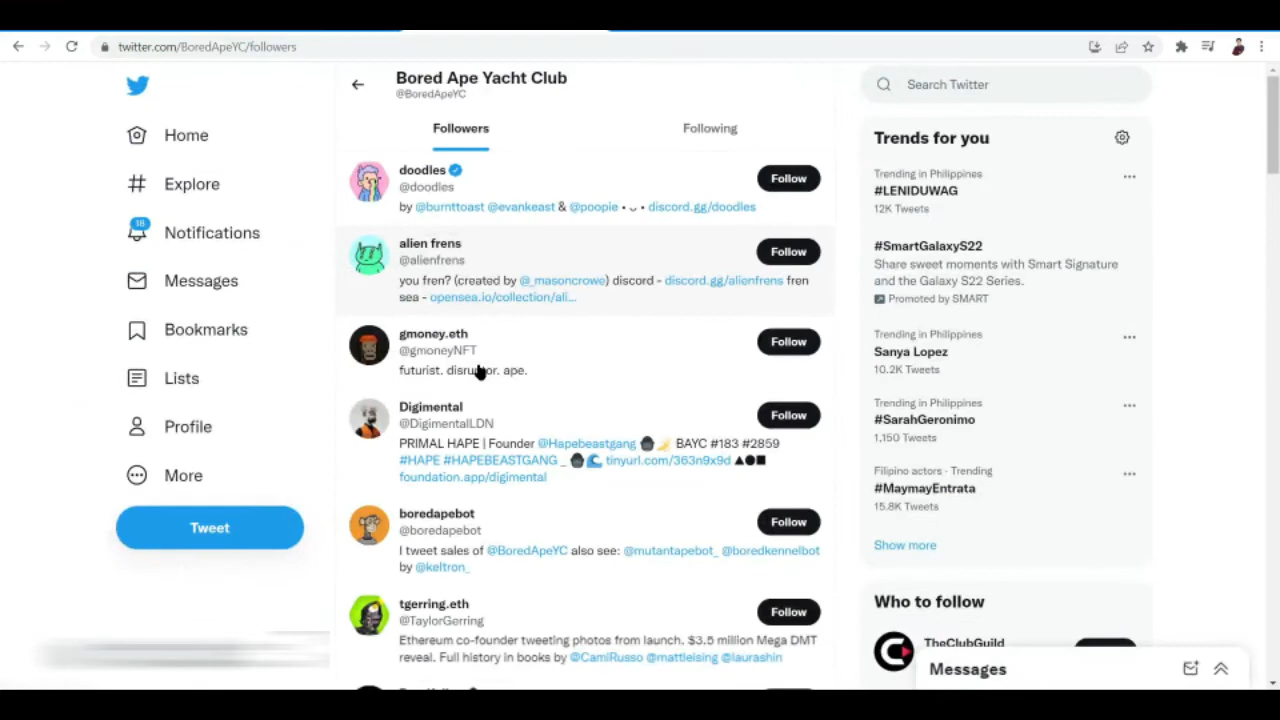 twitter.com/BoredApeYC/followers
Bored Ape Yacht Club
@BoredApeYC
Search Twitter
Home
Explore
18
Notifications
Messages
Bookmarks
Lists
Profile
More
Tweet
Followers
Following
doodles
@doodles
Follow
by @burnttoast @evankeast & @poopie • ᴗ • discord.gg/doodles
alien frens
@alienfrens
Follow
you fren? (created by @_masoncrowe) discord - discord.gg/alienfrens fren
sea - opensea.io/collection/ali...
gmoney.eth
@gmoneyNFT
Follow
futurist. ape.
Digimental
@DigimentalLDN
Follow
PRIMAL HAPE | Founder @Hapebeastgang 🦍🍌 BAYC #183 #2859
#HAPE #HAPEBEASTGANG _ 🦍🌊 tinyurl.com/363n9x9d ▲●■
foundation.app/digimental
boredapebot
@boredapebot
Follow
I tweet sales of @BoredApeYC also see: @mutantapebot_ @boredkennelbot
by @keltron_
tgerring.eth
@TaylorGerring
Follow
Ethereum co-founder tweeting photos from launch. $3.5 million Mega DMT
reveal. Full history in books by @CamiRusso @mattleising @laurashin
Trends for you
Trending in Philippines
#LENIDUWAG
12K Tweets
#SmartGalaxyS22
Share sweet moments with Smart Signature
and the Galaxy S22 Series.
Promoted by SMART
Trending in Philippines
Sanya Lopez
10.2K Tweets
Trending in Philippines
#SarahGeronimo
1,150 Tweets
Filipino actors · Trending
#MaymayEntrata
15.8K Tweets
Show more
Who to follow
TheClubGuild
Messages